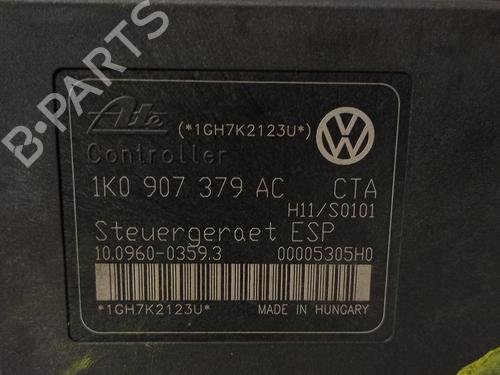 Ate
(*1GH7K2123U*)
Controller
1K0 907 379 AC CTA
H11/S0101
Steuergeraet ESP
10.0960-0359.3 00005305H0
*1GH7K2123U* MADE IN HUNGARY
B-PARTS